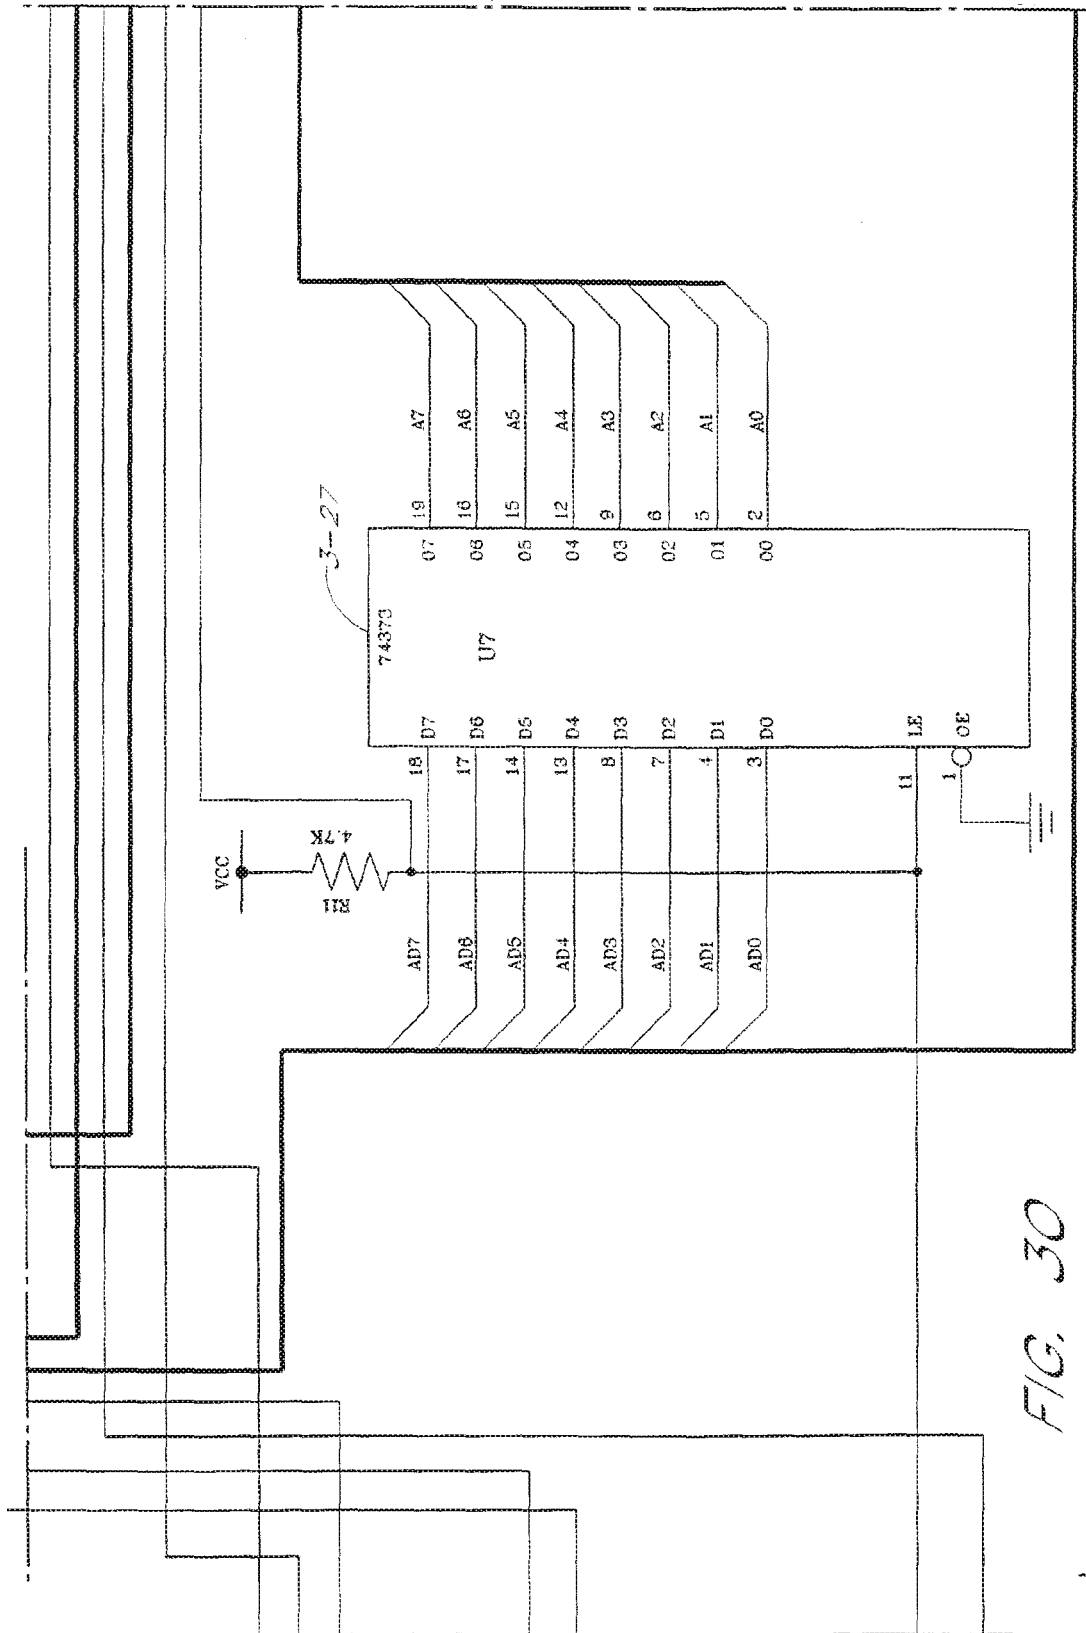 VCC
R11
4.7K
3-27
74373
U7
AD7 18 D7 O7 19 A7
AD6 17 D6 O6 16 A6
AD5 14 D5 O5 15 A5
AD4 13 D4 O4 12 A4
AD3 8 D3 O3 9 A3
AD2 7 D2 O2 6 A2
AD1 4 D1 O1 5 A1
AD0 3 D0 O0 2 A0
11 LE
1 OE
FIG. 30